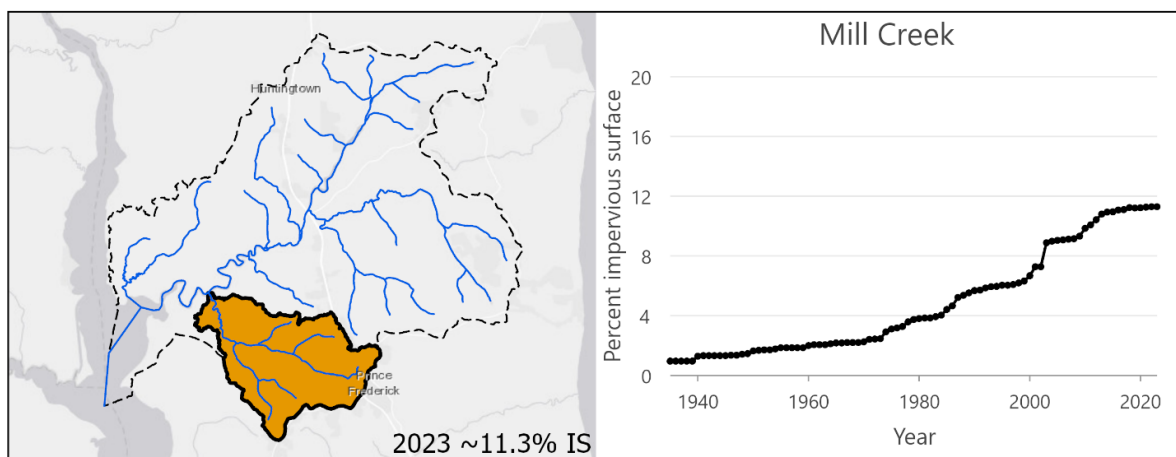 Huntingtown
Prince
Frederick
2023 ~11.3% IS
Mill Creek
Percent impervious surface
20
16
12
8
4
0
1940
1960
1980
2000
2020
Year